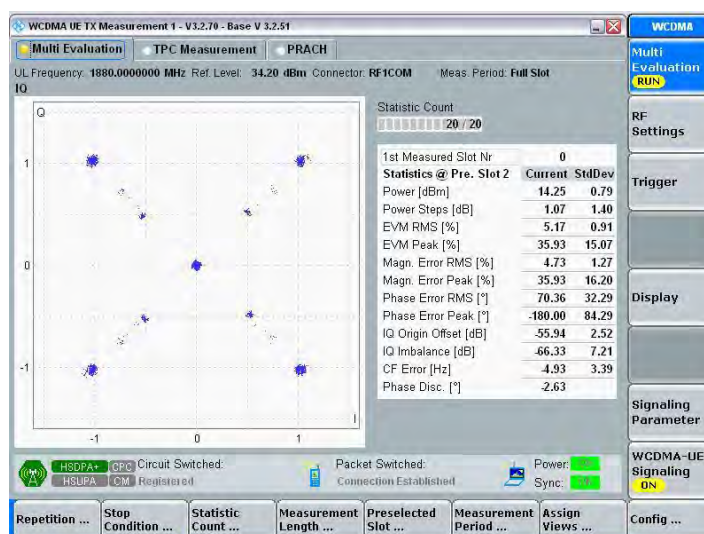 WCDMA UE TX Measurement 1 - V3.2.70 - Base V 3.2.51
WCDMA
Multi Evaluation TPC Measurement PRACH
Multi Evaluation RUN
UL Frequency: 1880.0000000 MHz Ref. Level: 34.20 dBm Connector: RF1COM Meas. Period: Full Slot
IQ
Q
1
0
-1
-1 0 1
I
Statistic Count
20 / 20
1st Measured Slot Nr 0
Statistics @ Pre. Slot 2 Current StdDev
Power [dBm] 14.25 0.79
Power Steps [dB] 1.07 1.40
EVM RMS [%] 5.17 0.91
EVM Peak [%] 35.93 15.07
Magn. Error RMS [%] 4.73 1.27
Magn. Error Peak [%] 35.93 16.20
Phase Error RMS [°] 70.36 32.29
Phase Error Peak [°] -180.00 84.29
IQ Origin Offset [dB] -55.94 2.52
IQ Imbalance [dB] -66.33 7.21
CF Error [Hz] -4.93 3.39
Phase Disc. [°] -2.63
RF Settings
Trigger
Display
Signaling Parameter
WCDMA-UE Signaling ON
HSDPA+ CPC Circuit Switched: Packet Switched: Power:
HSUPA CM Registered Connection Established Sync:
Repetition ... Stop Condition ... Statistic Count ... Measurement Length ... Preselected Slot ... Measurement Period ... Assign Views ... Config ...